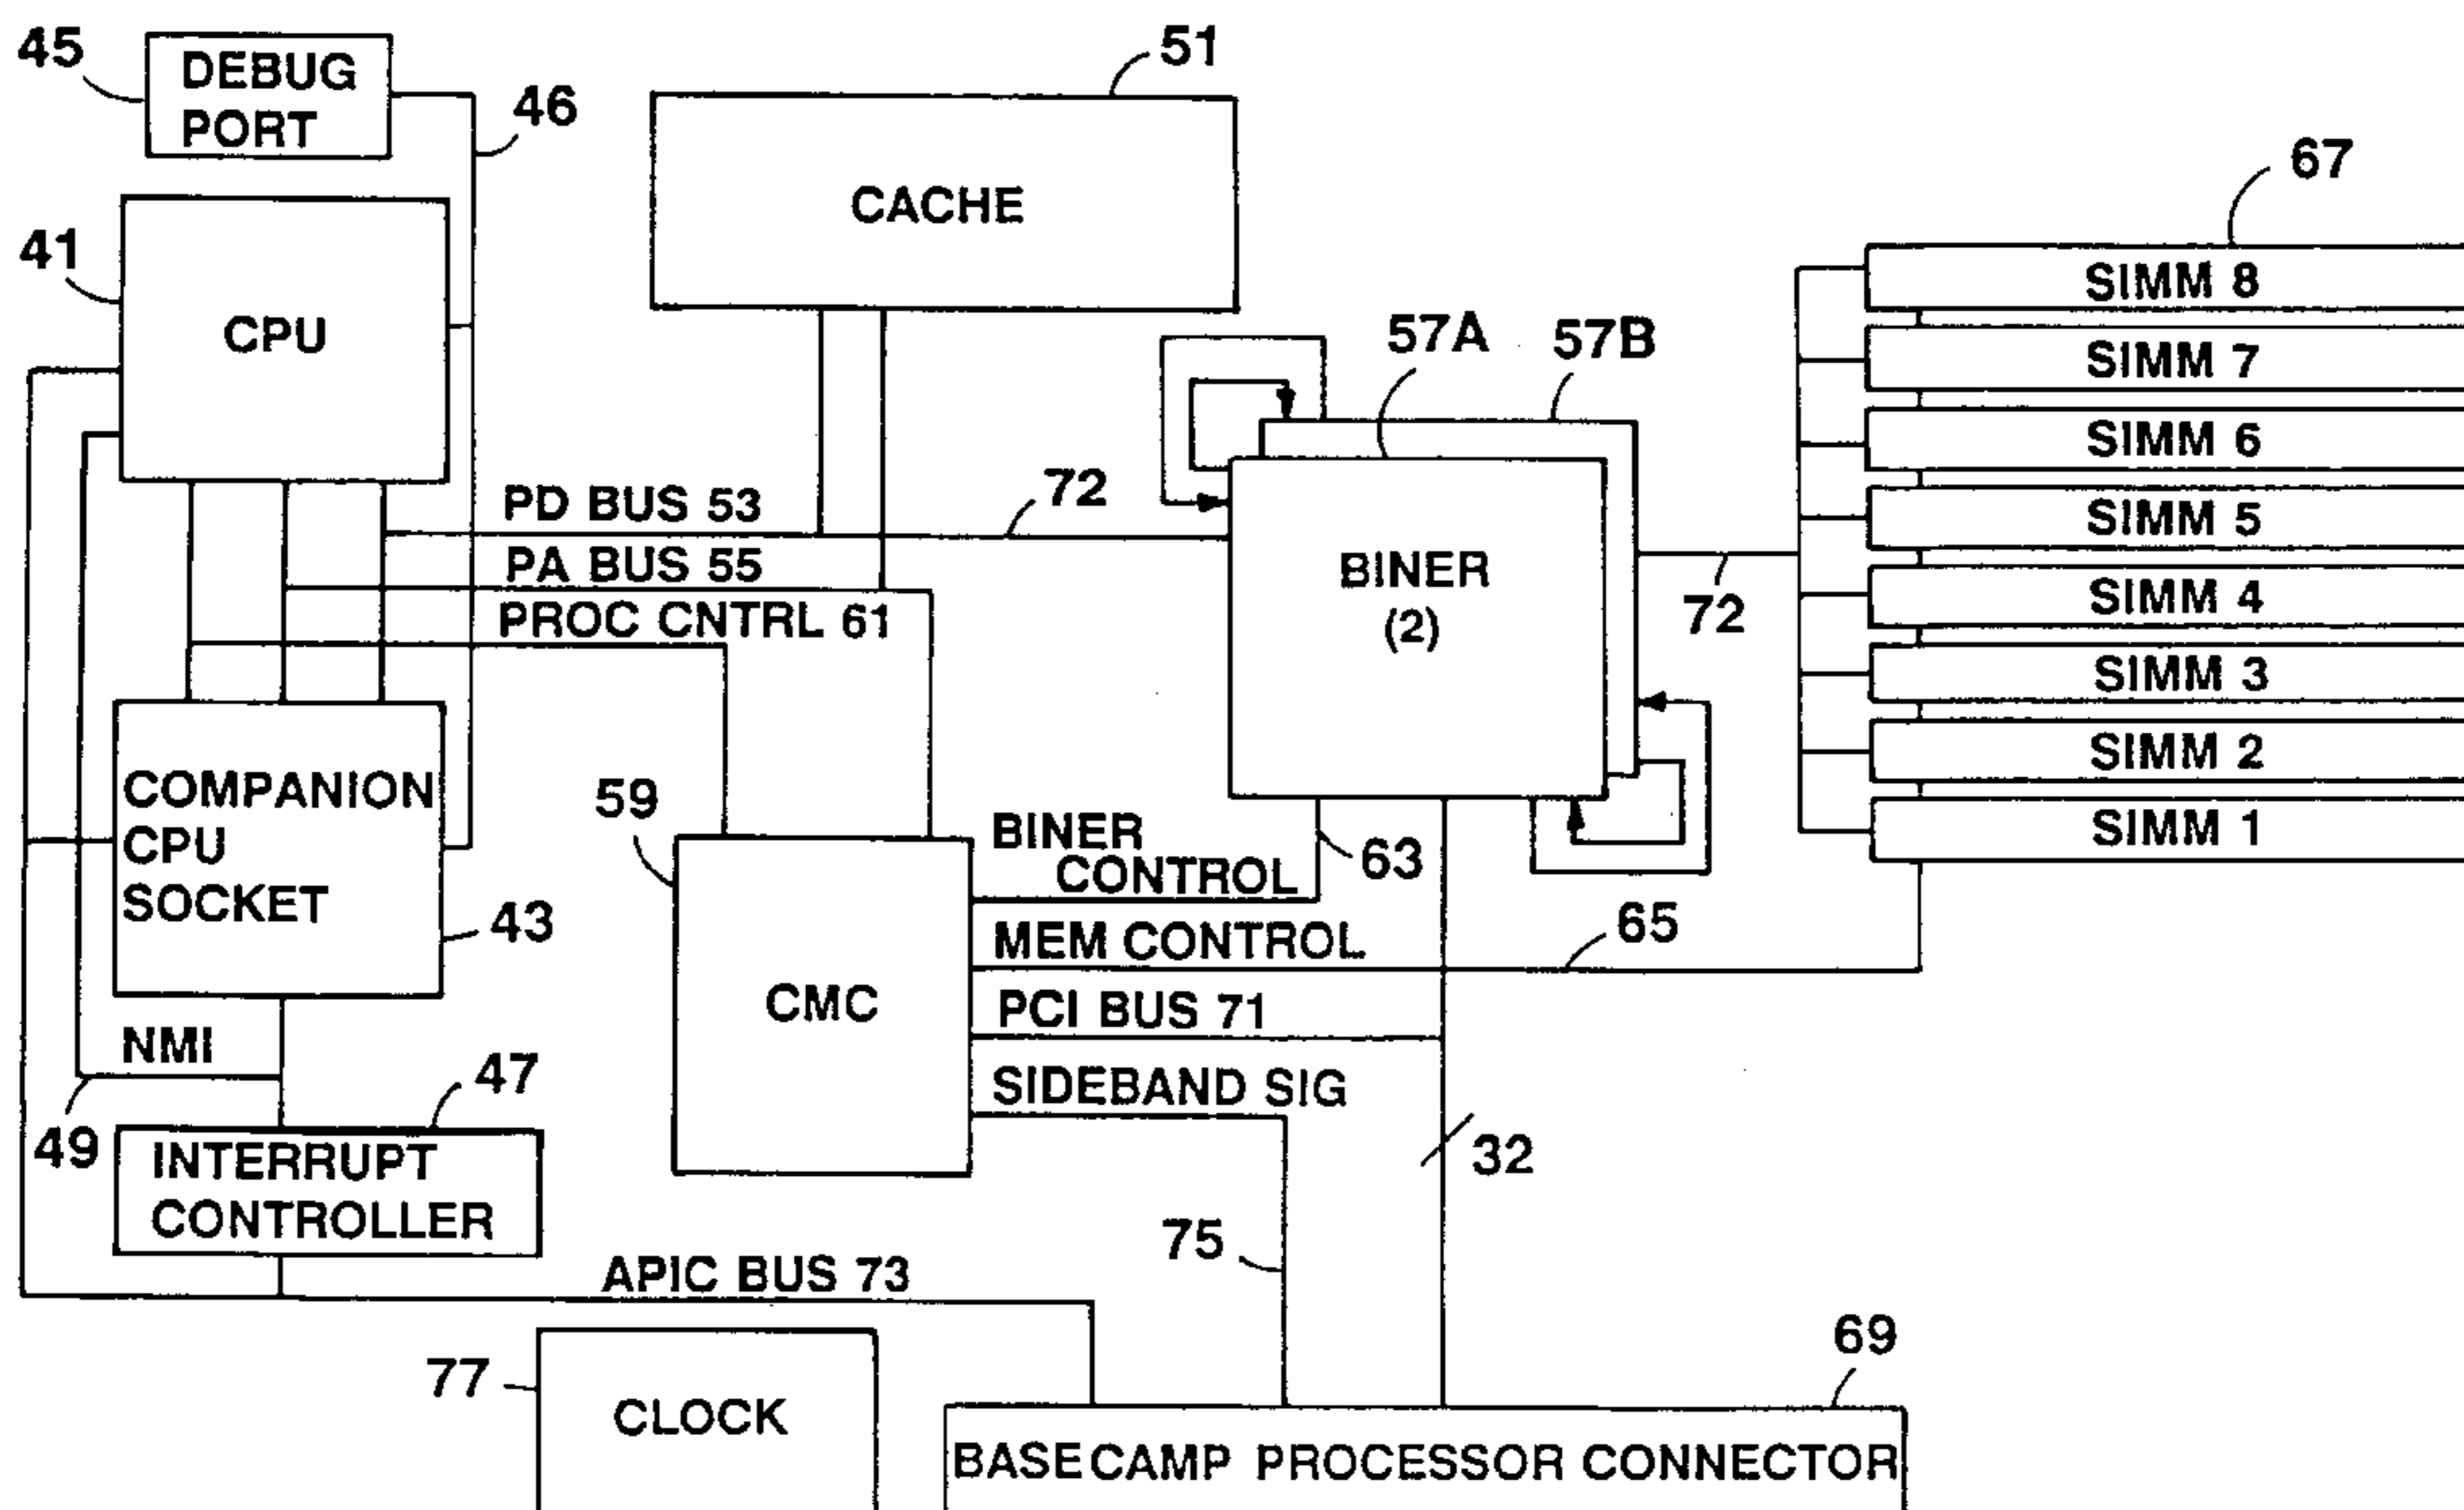 45
DEBUG
PORT
46
51
CACHE
67
41
CPU
57A
57B
SIMM 8
SIMM 7
SIMM 6
SIMM 5
SIMM 4
SIMM 3
SIMM 2
SIMM 1
PD BUS 53
72
PA BUS 55
PROC CNTRL 61
BINER
(2)
72
COMPANION
CPU
SOCKET
43
59
CMC
BINER
CONTROL
63
MEM CONTROL
65
PCI BUS 71
SIDEBAND SIG
NMI
47
49
INTERRUPT
CONTROLLER
32
75
APIC BUS 73
77
CLOCK
69
BASECAMP PROCESSOR CONNECTOR